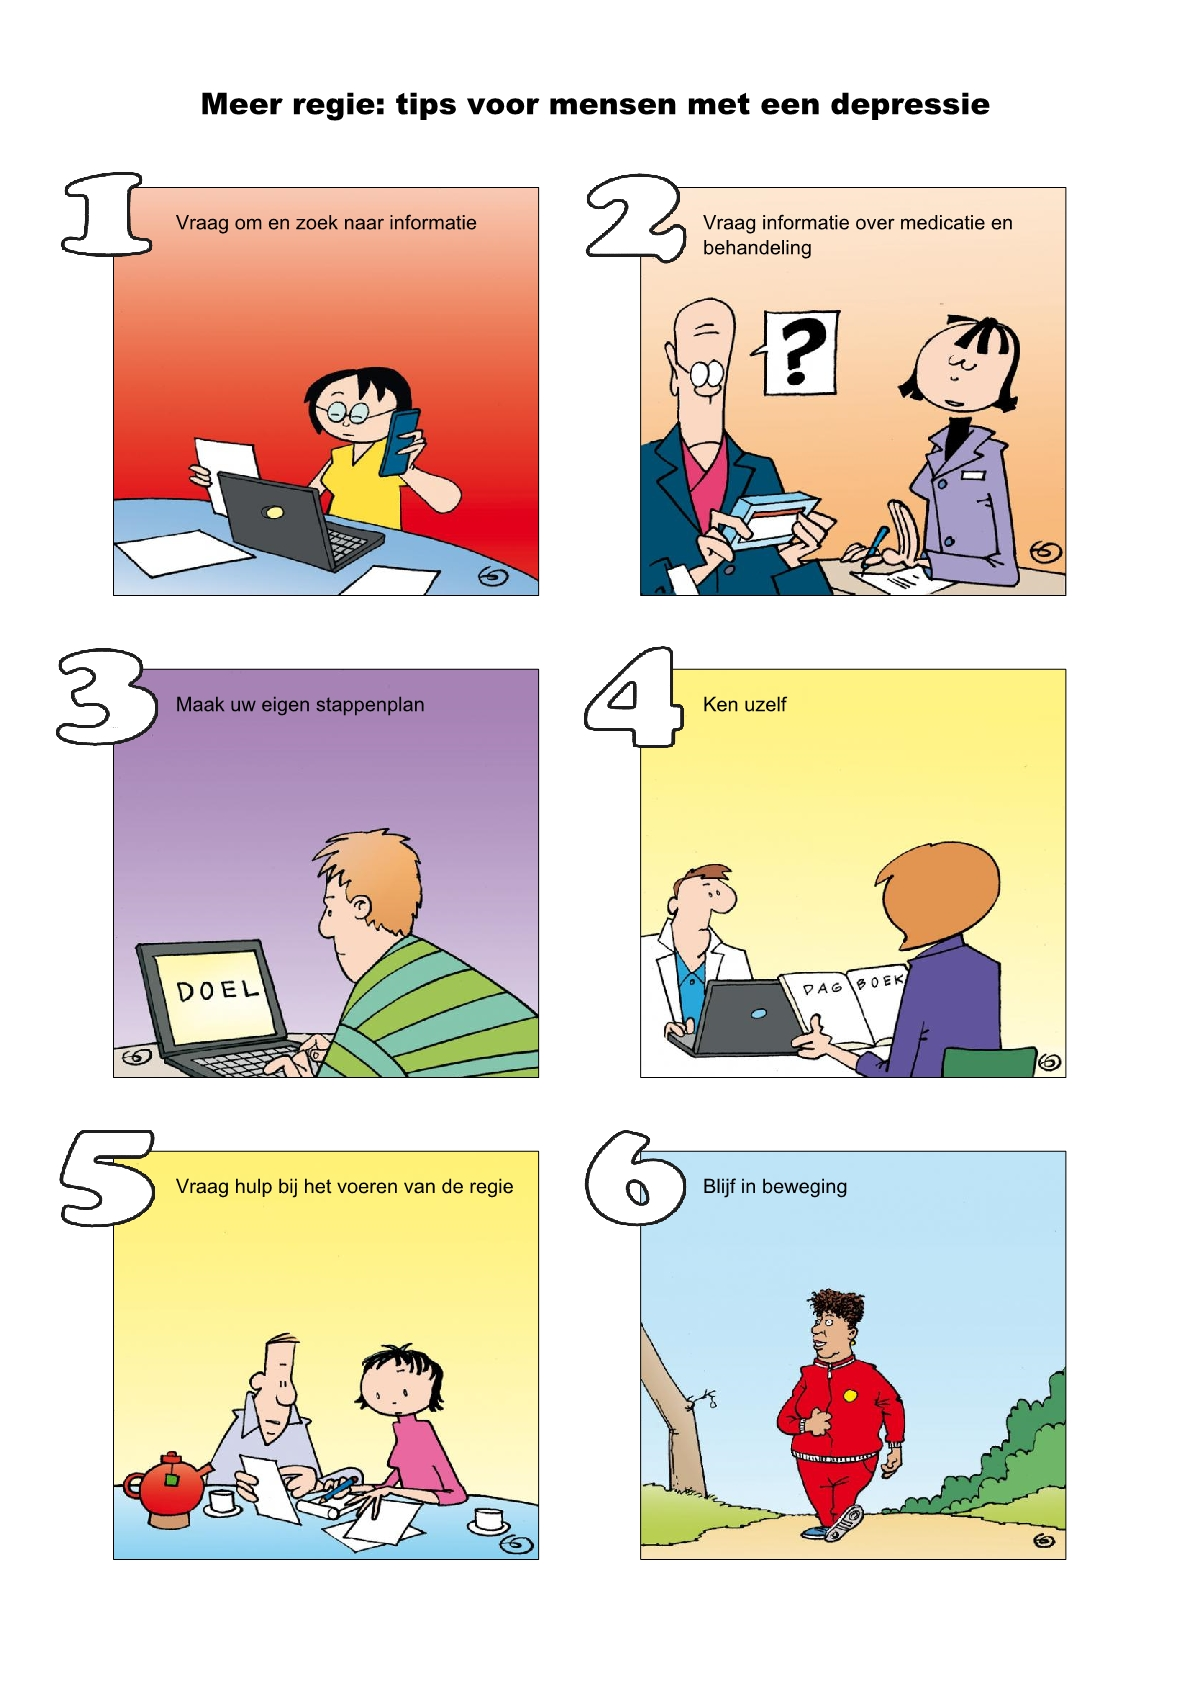 Meer regie: tips voor mensen met een depressie
1
Vraag om en zoek naar informatie
2
Vraag informatie over medicatie en
behandeling
?
3
Maak uw eigen stappenplan
DOEL
4
Ken uzelf
DAG BOEK
5
Vraag hulp bij het voeren van de regie
6
Blijf in beweging